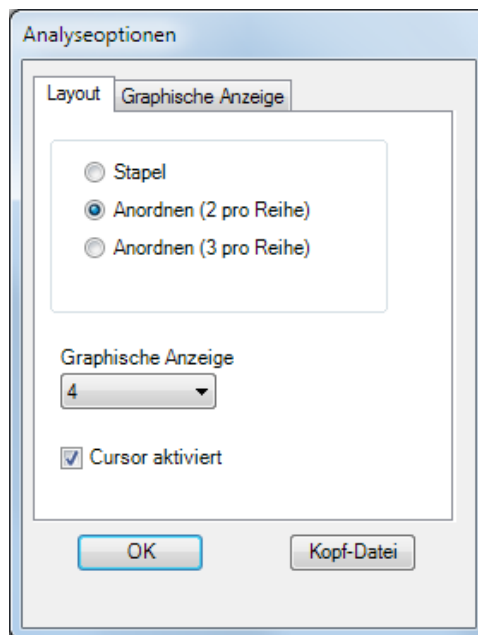 Analyseoptionen
Layout Graphische Anzeige
Stapel
Anordnen (2 pro Reihe)
Anordnen (3 pro Reihe)
Graphische Anzeige
4
Cursor aktiviert
OK Kopf-Datei